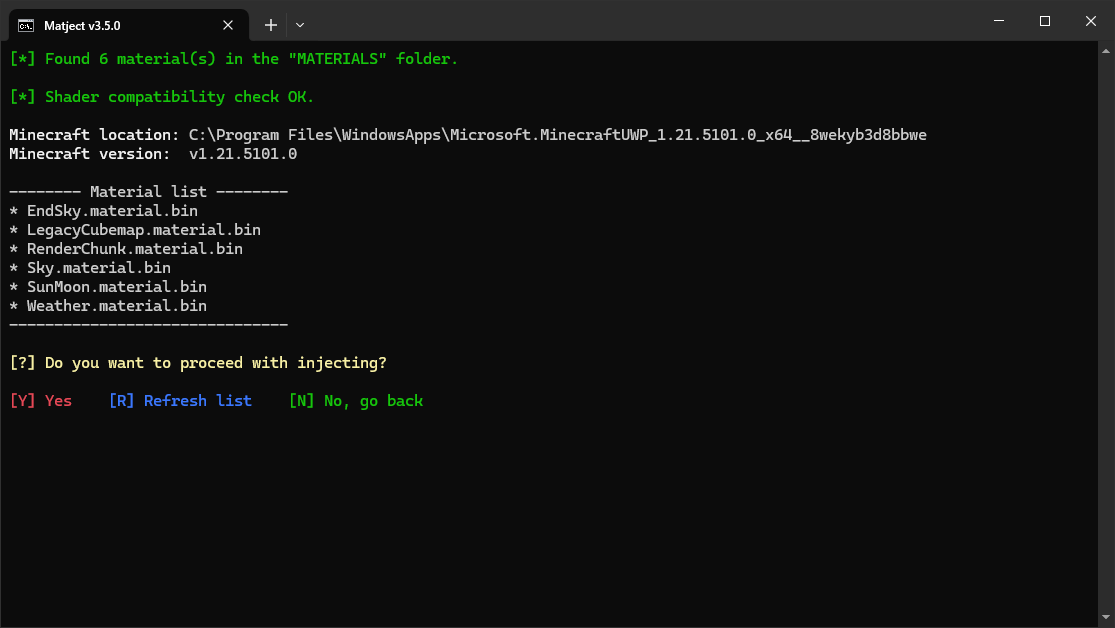 Matject v3.5.0
[*] Found 6 material(s) in the "MATERIALS" folder.
[*] Shader compatibility check OK.
Minecraft location: C:\Program Files\WindowsApps\Microsoft.MinecraftUWP_1.21.5101.0_x64__8wekyb3d8bbwe
Minecraft version:  v1.21.5101.0
-------- Material list --------
* EndSky.material.bin
* LegacyCubemap.material.bin
* RenderChunk.material.bin
* Sky.material.bin
* SunMoon.material.bin
* Weather.material.bin
-------------------------------
[?] Do you want to proceed with injecting?
[Y] Yes    [R] Refresh list    [N] No, go back